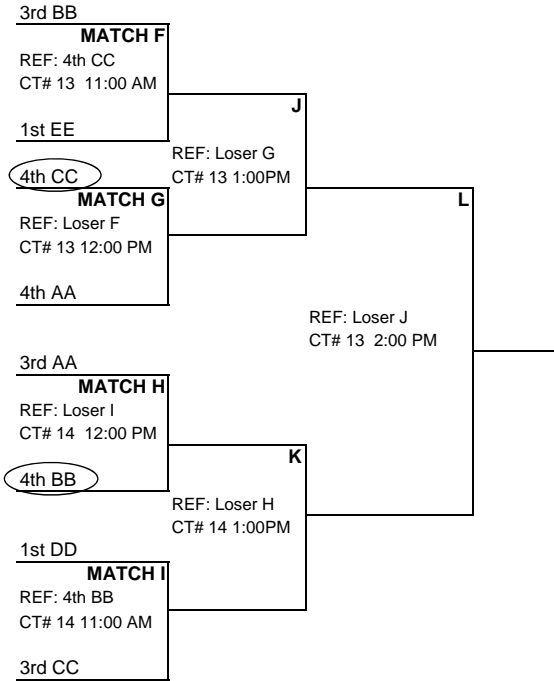 3rd BB
MATCH F
REF: 4th CC
CT# 13  11:00 AM
1st EE
J
REF: Loser G
CT# 13 1:00PM
4th CC
MATCH G
REF: Loser F
CT# 13 12:00 PM
4th AA
L
REF: Loser J
CT# 13  2:00 PM
3rd AA
MATCH H
REF: Loser I
CT# 14  12:00 PM
4th BB
K
REF: Loser H
CT# 14 1:00PM
1st DD
MATCH I
REF: 4th BB
CT# 14 11:00 AM
3rd CC